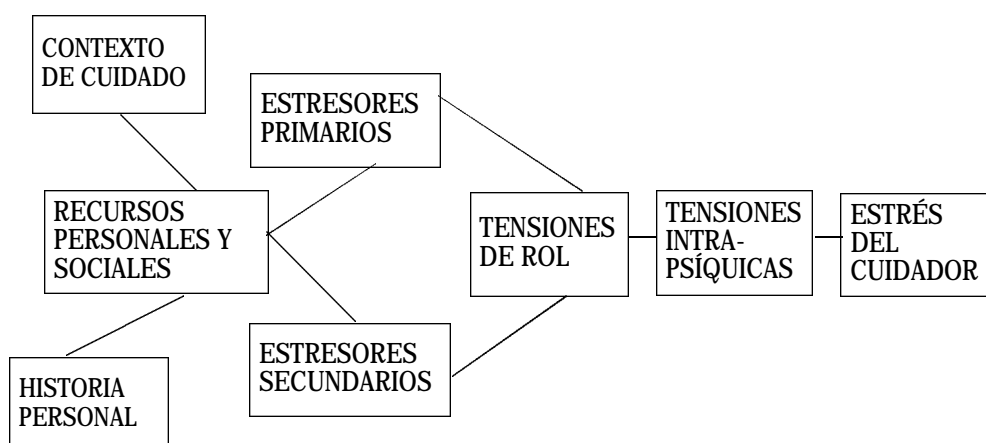 CONTEXTO
DE CUIDADO
ESTRESORES
PRIMARIOS
RECURSOS
PERSONALES Y
SOCIALES
TENSIONES
DE ROL
TENSIONES
INTRA-
PSÍQUICAS
ESTRÉS
DEL
CUIDADOR
ESTRESORES
SECUNDARIOS
HISTORIA
PERSONAL